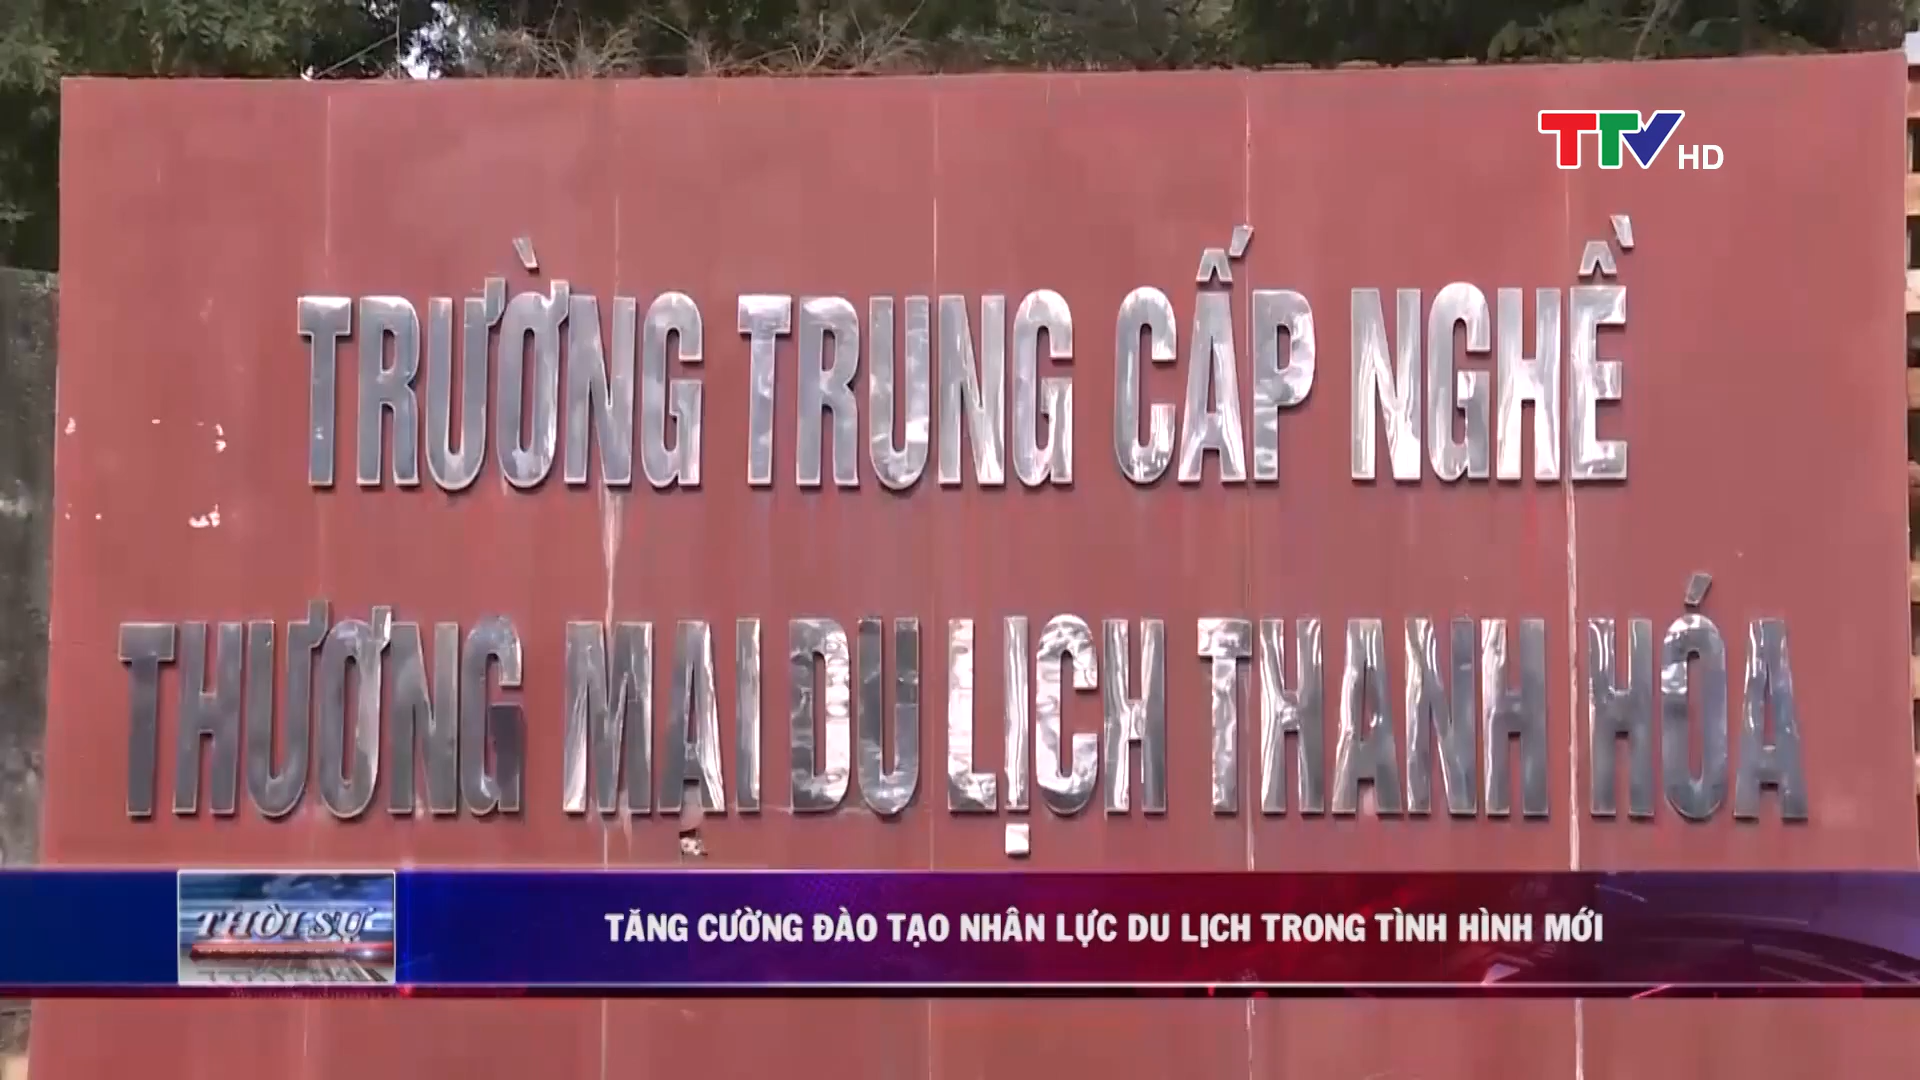 TTV HD
TRƯỜNG TRUNG CẤP NGHỀ
THƯƠNG MẠI DU LỊCH THANH HÓA
THỜI SỰ
TĂNG CƯỜNG ĐÀO TẠO NHÂN LỰC DU LỊCH TRONG TÌNH HÌNH MỚI